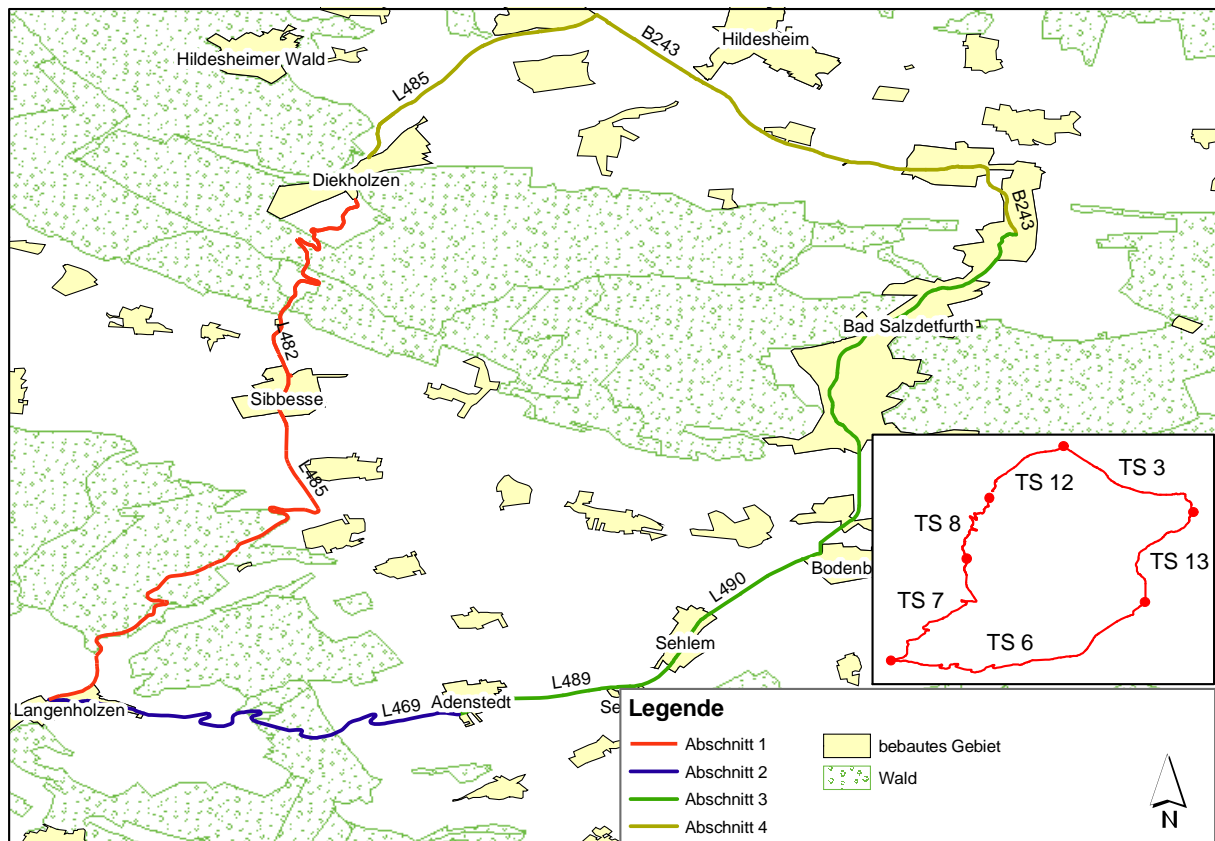 Hildesheimer Wald
Hildesheim
B243
L485
Diekholzen
B243
L482
Bad Salzdetfurth
Sibbesse
L485
TS 12
TS 3
TS 8
TS 13
TS 7
TS 6
Bodenb
L490
Sehlem
L489
Se
Adenstedt
L469
Langenholzen
Legende
Abschnitt 1
Abschnitt 2
Abschnitt 3
Abschnitt 4
bebautes Gebiet
Wald
N